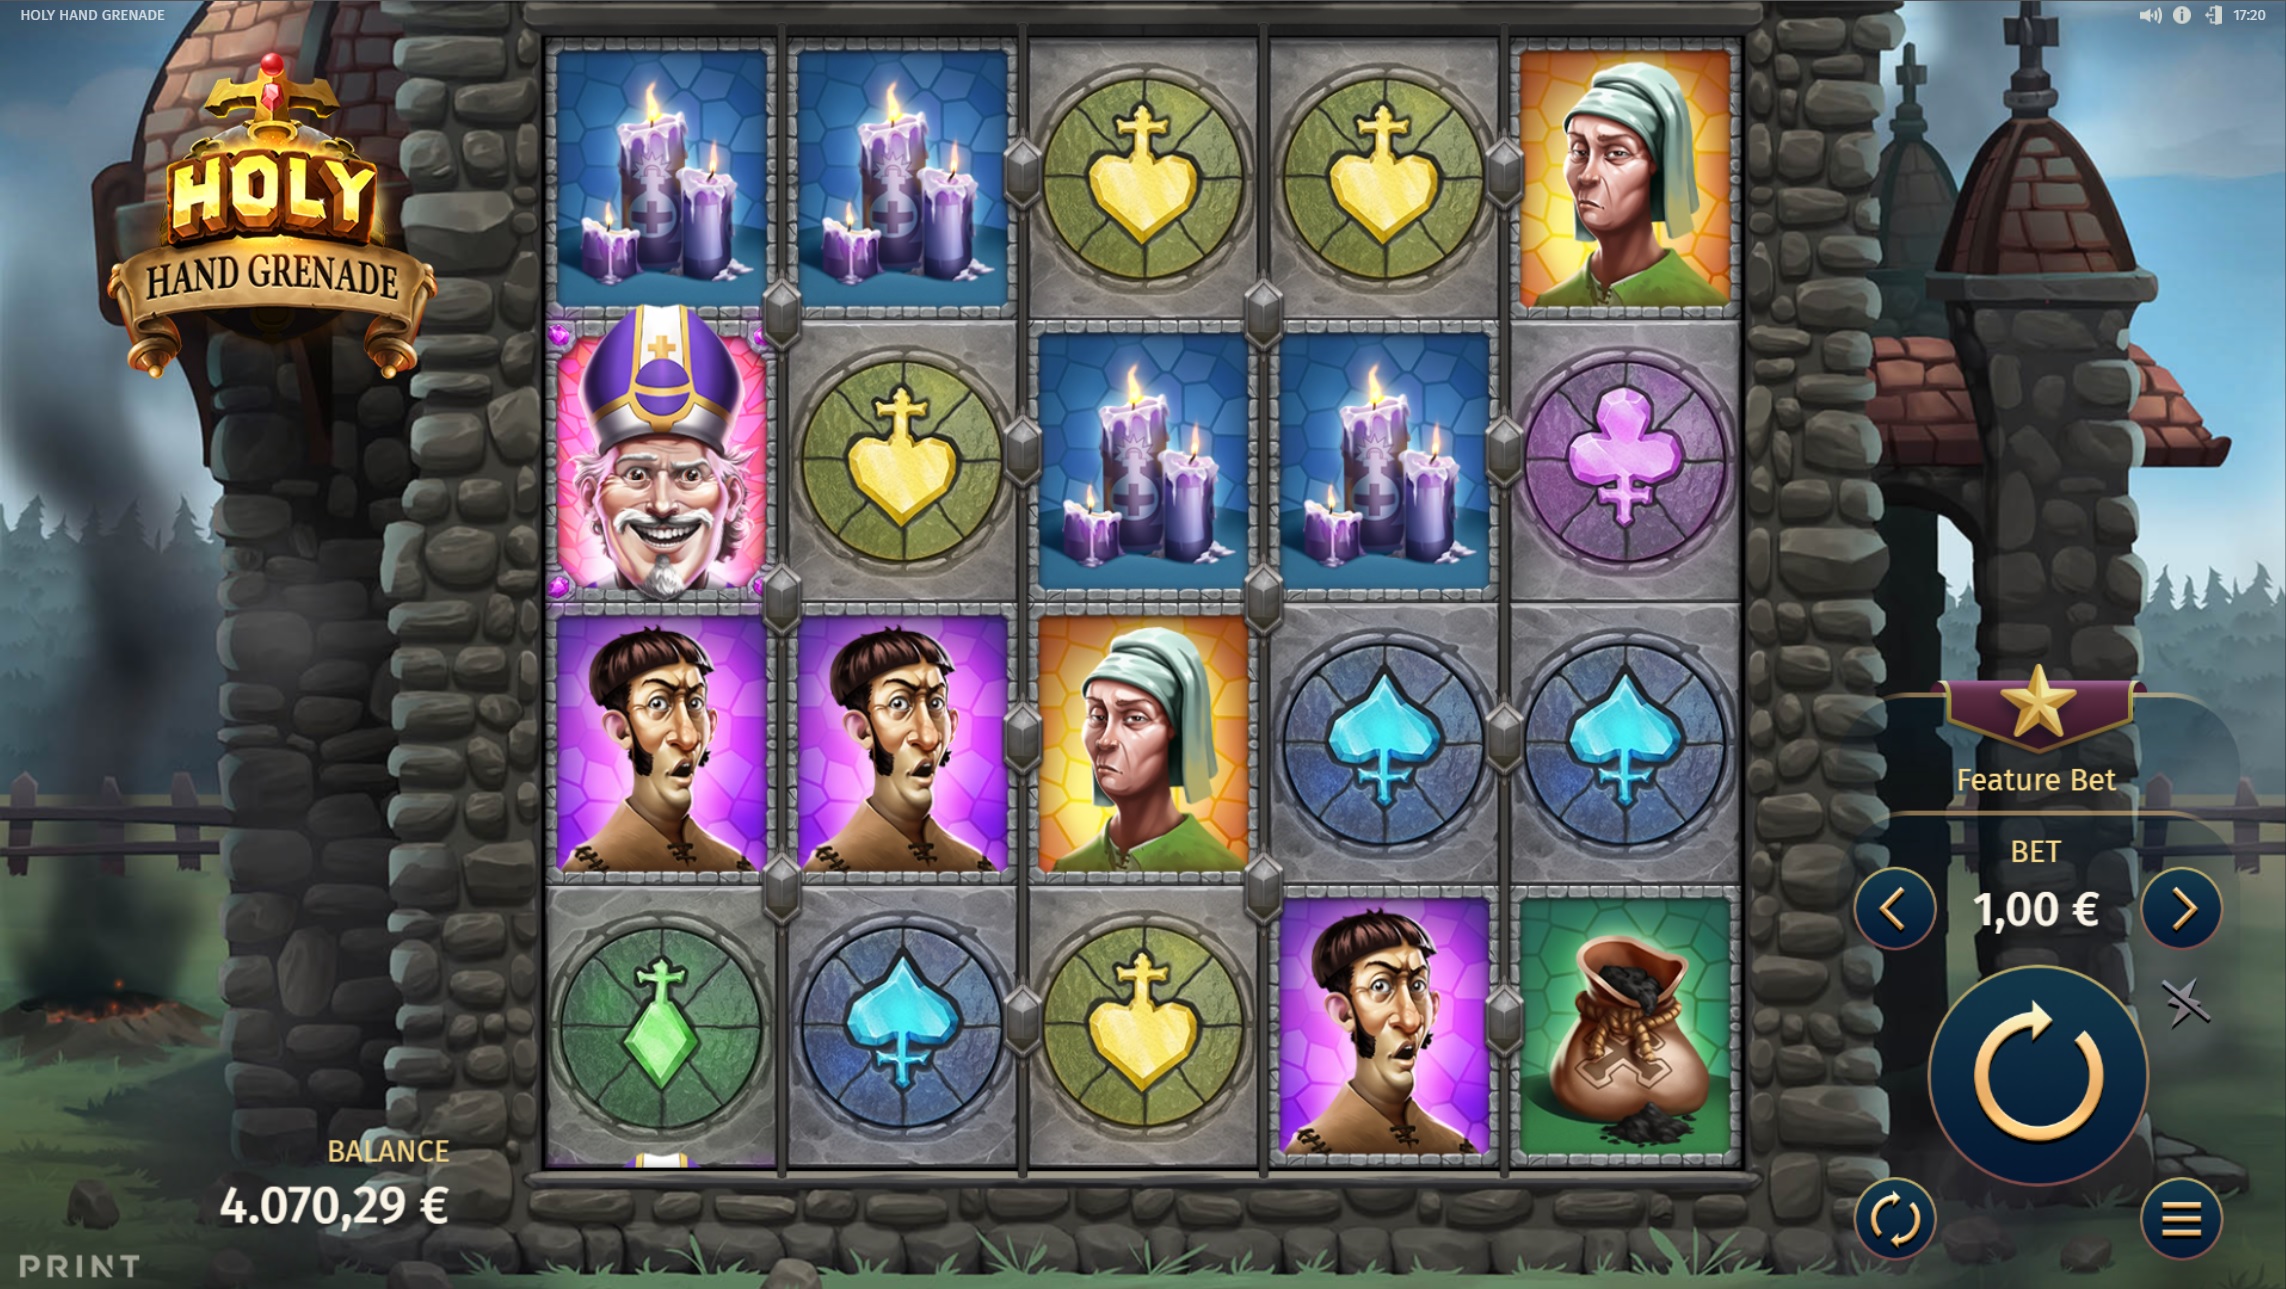 HOLY HAND GRENADE
17:20
HOLY
HAND GRENADE
Feature Bet
BET
1,00 €
BALANCE
4.070,29 €
PRINT